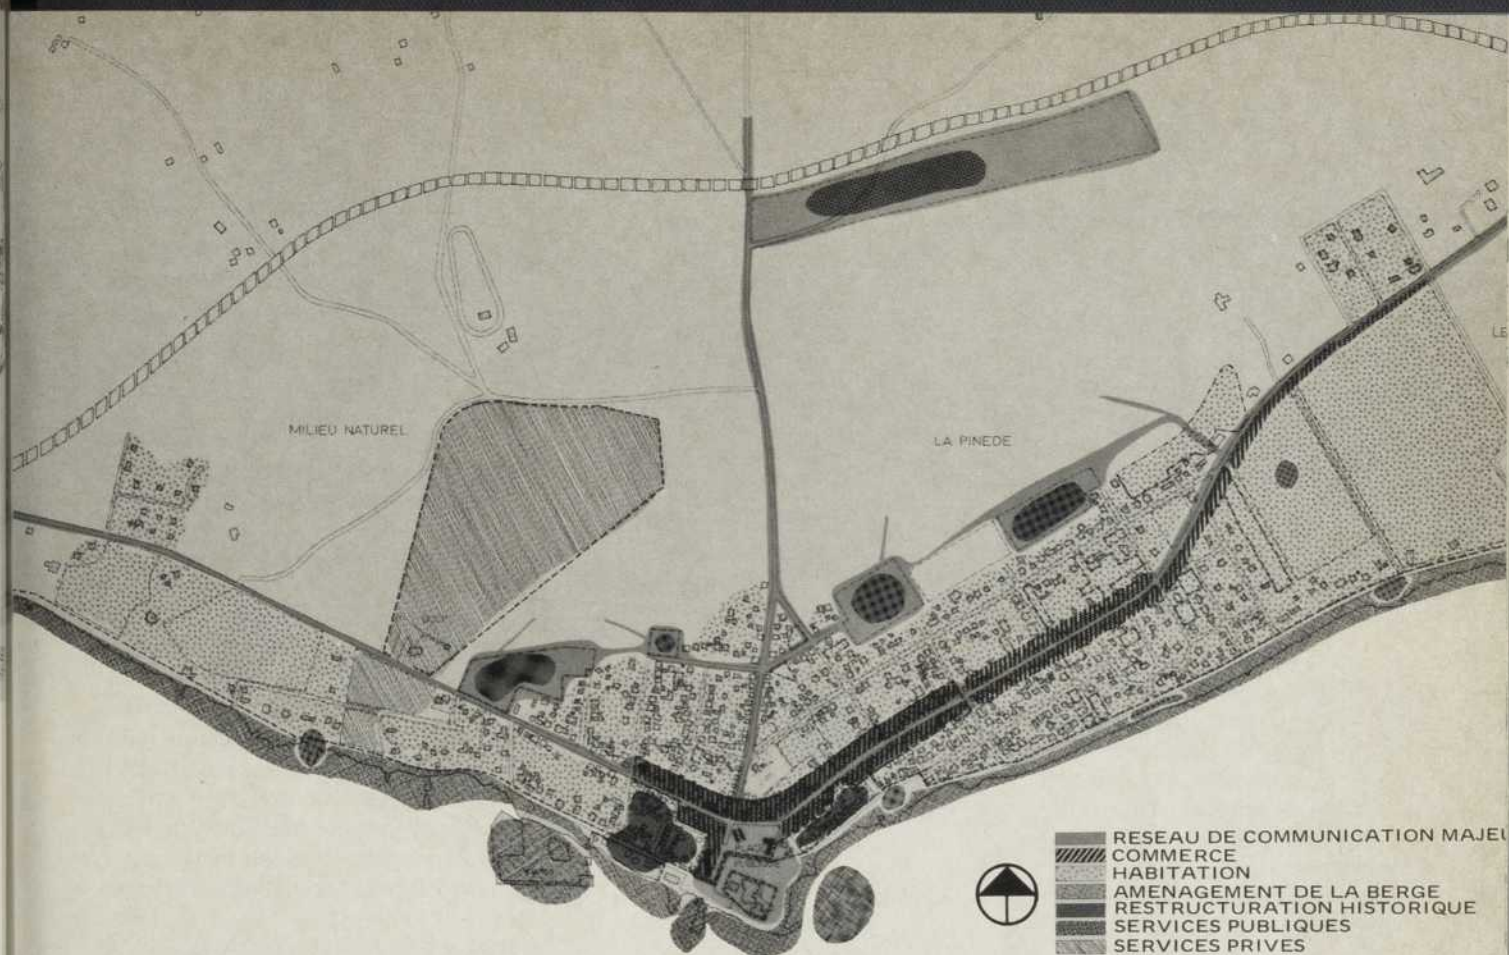 MILIEU NATUREL
LA PINEDE
LE
RESEAU DE COMMUNICATION MAJEU
COMMERCE
HABITATION
AMENAGEMENT DE LA BERGE
RESTRUCTURATION HISTORIQUE
SERVICES PUBLIQUES
SERVICES PRIVES